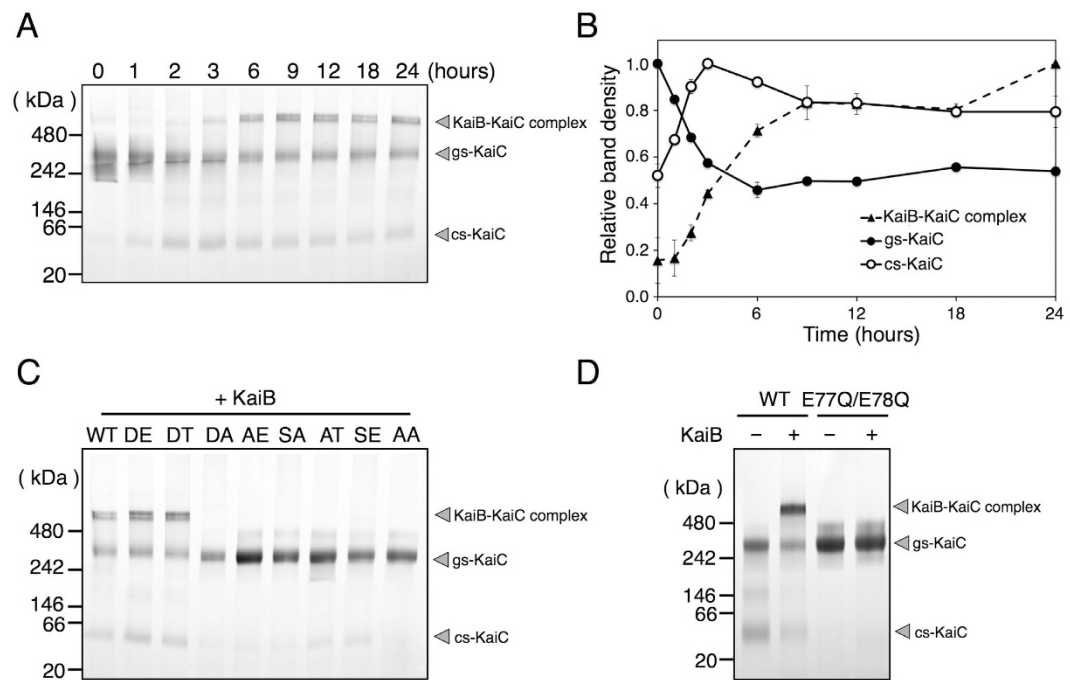 A
0 1 2 3 6 9 12 18 24 (hours)
( kDa )
480
242
146
66
20
KaiB-KaiC complex
gs-KaiC
cs-KaiC
B
Relative band density
1.0
0.8
0.6
0.4
0.2
0.0
KaiB-KaiC complex
gs-KaiC
cs-KaiC
0 6 12 18 24
Time (hours)
C
+ KaiB
WT DE DT DA AE SA AT SE AA
( kDa )
480
242
146
66
20
KaiB-KaiC complex
gs-KaiC
cs-KaiC
D
WT E77Q/E78Q
KaiB − + − +
( kDa )
480
242
146
66
20
KaiB-KaiC complex
gs-KaiC
cs-KaiC